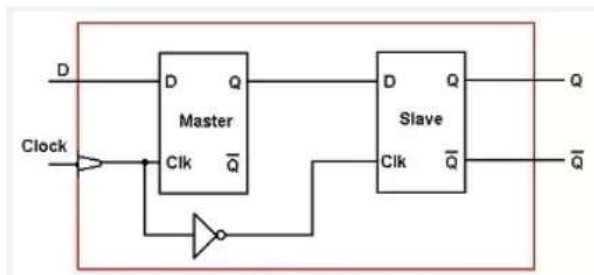 D
D Q
D Q
Q
Master
Slave
Clock
Clk Q̅
Clk Q̅
Q̅